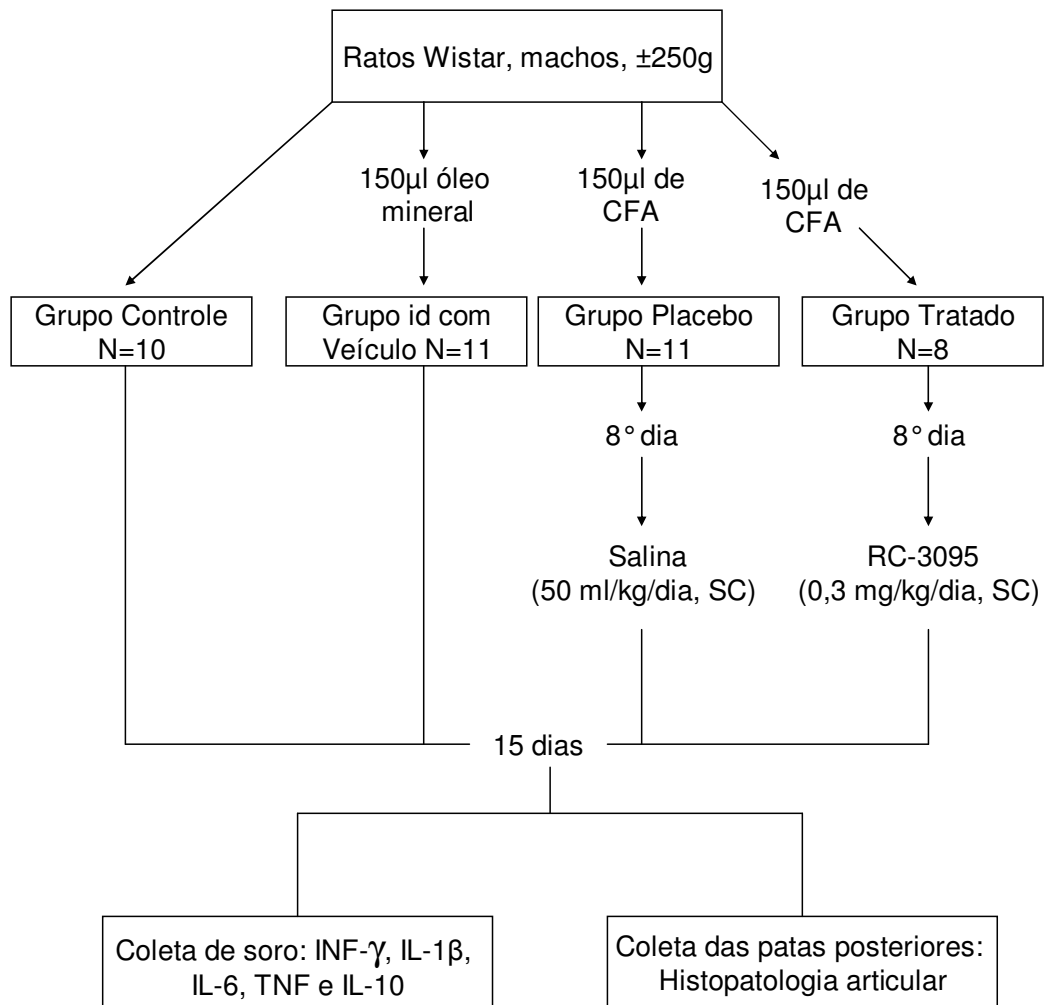 Ratos Wistar, machos, ±250g
150µl óleo
mineral
150µl de
CFA
150µl de
CFA
Grupo Controle
N=10
Grupo id com
Veículo N=11
Grupo Placebo
N=11
Grupo Tratado
N=8
8° dia
8° dia
Salina
(50 ml/kg/dia, SC)
RC-3095
(0,3 mg/kg/dia, SC)
15 dias
Coleta de soro: INF-γ, IL-1β,
IL-6, TNF e IL-10
Coleta das patas posteriores:
Histopatologia articular